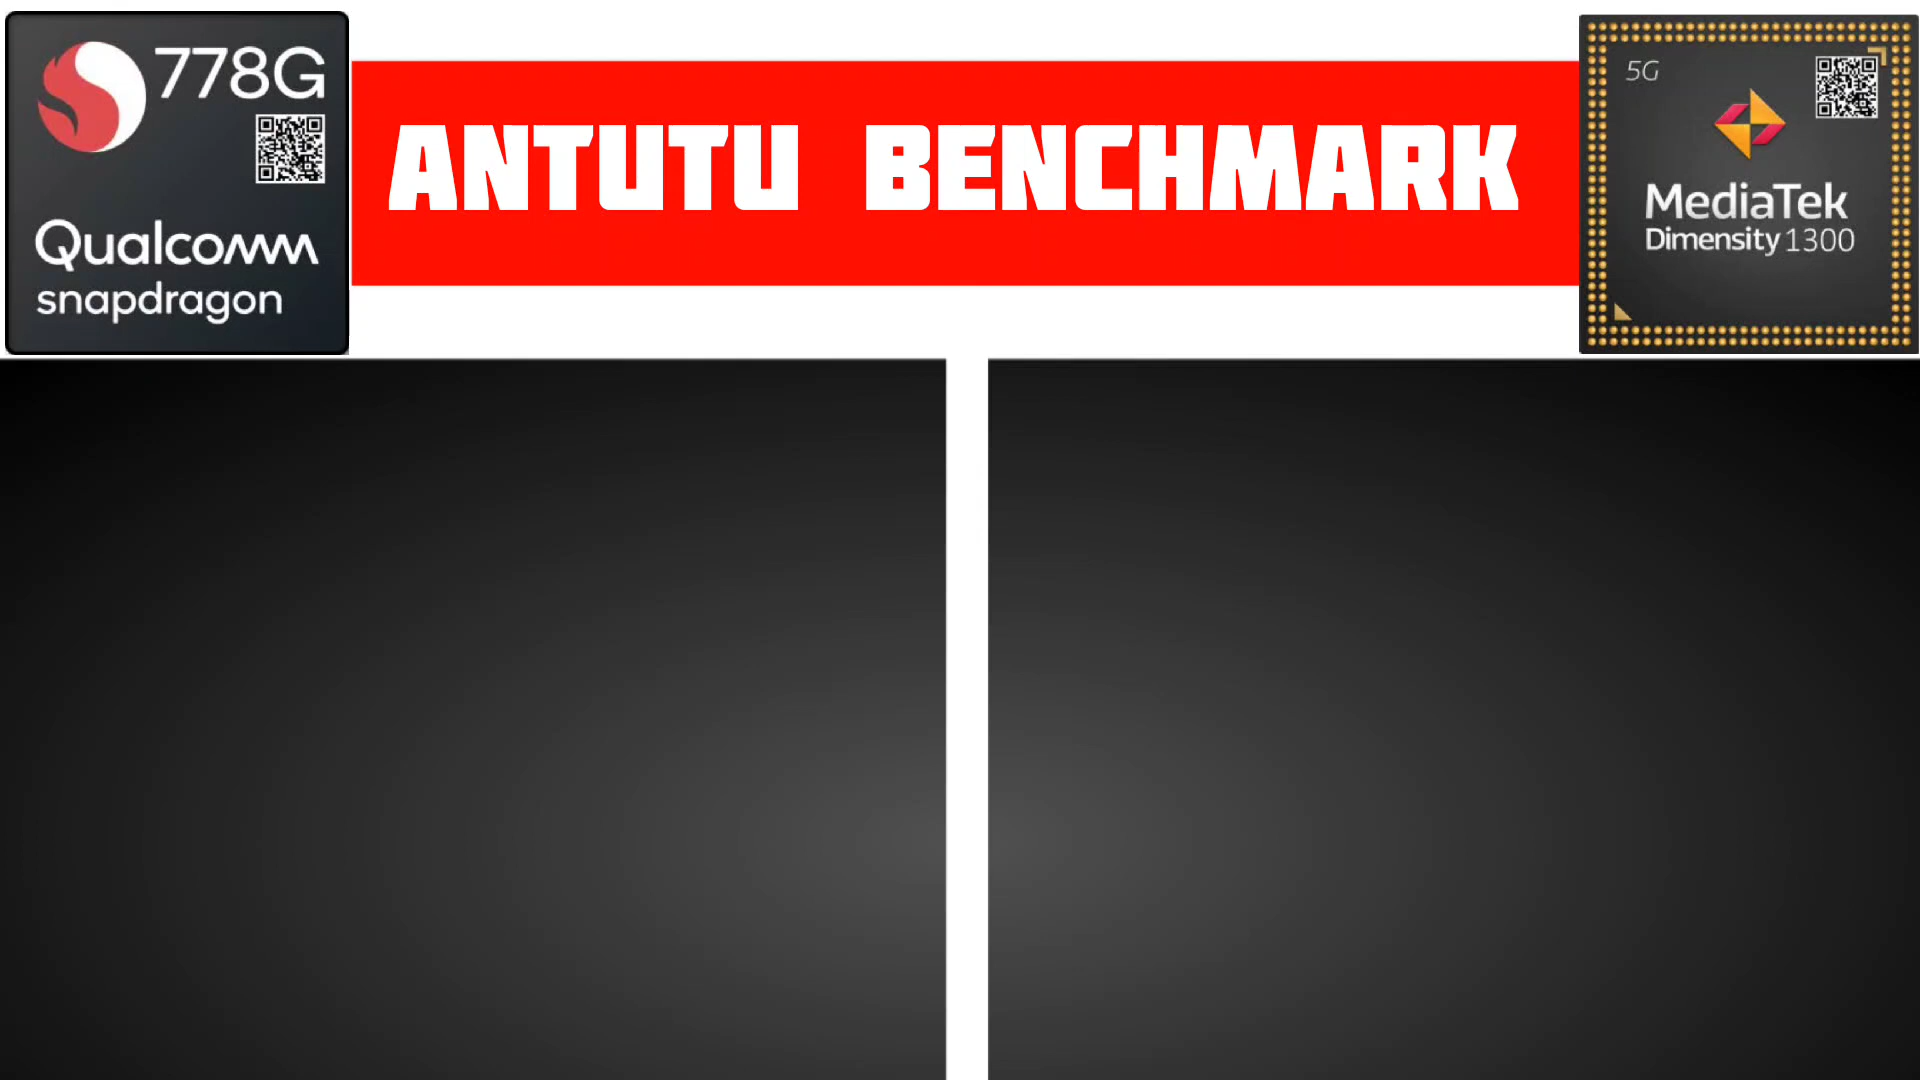 778G
Qualcomm
snapdragon
ANTUTU BENCHMARK
5G
MediaTek
Dimensity 1300